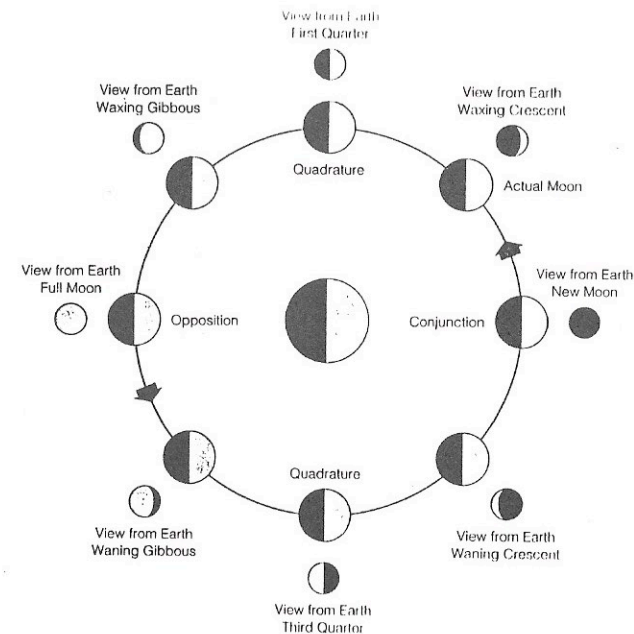 View from Earth
First Quarter
View from Earth
Waxing Gibbous
View from Earth
Waxing Crescent
Quadrature
Actual Moon
View from Earth
Full Moon
Opposition
Conjunction
View from Earth
New Moon
Quadrature
View from Earth
Waning Gibbous
View from Earth
Waning Crescent
View from Earth
Third Quarter